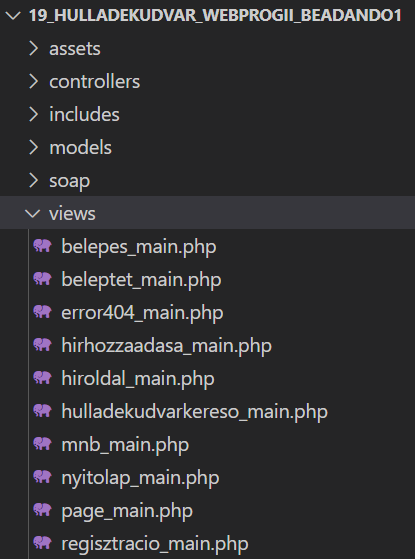 19_HULLADEKUDVAR_WEBPROGII_BEADANDO1
assets
controllers
includes
models
soap
views
belepes_main.php
beleptet_main.php
error404_main.php
hirhozzaadasa_main.php
hiroldal_main.php
hulladekudvarkereso_main.php
mnb_main.php
nyitolap_main.php
page_main.php
regisztracio_main.php